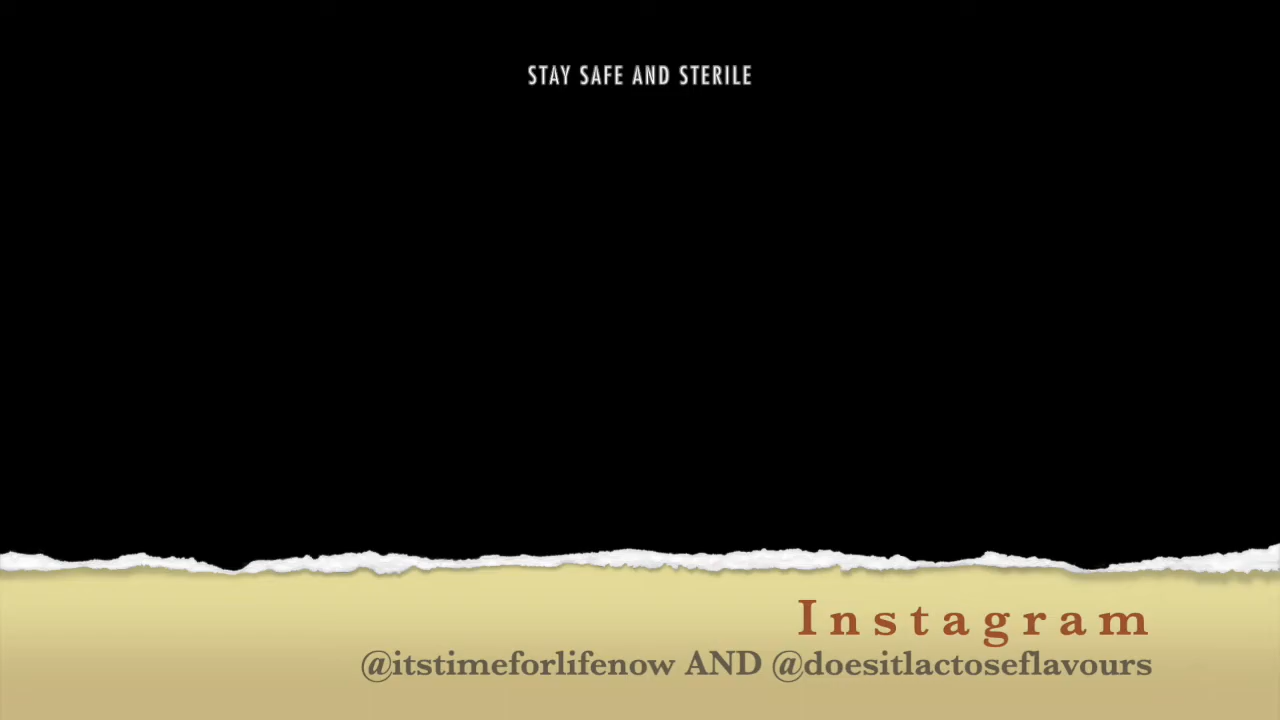 STAY SAFE AND STERILE
Instagram
@itstimeforlifenow AND @doesitlactoseflavours